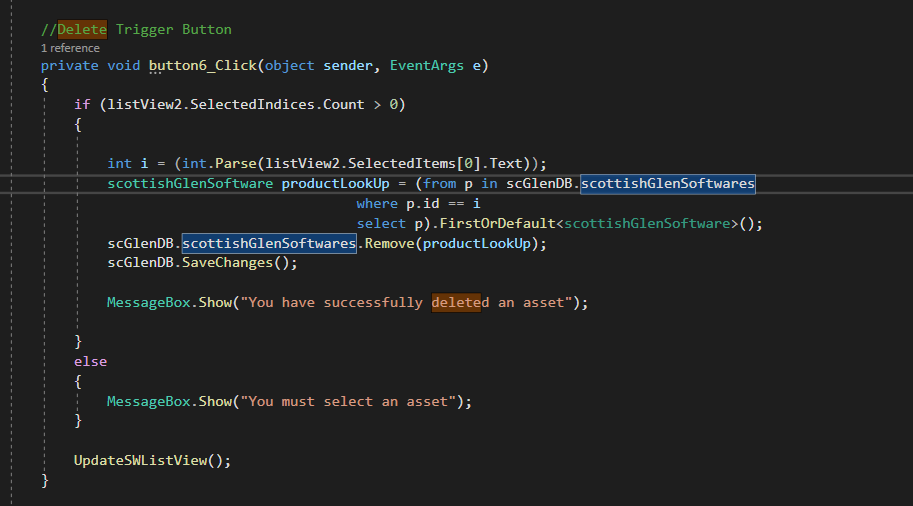 //Delete Trigger Button
1 reference
private void button6_Click(object sender, EventArgs e)
{
if (listView2.SelectedIndices.Count > 0)
{
int i = (int.Parse(listView2.SelectedItems[0].Text));
scottishGlenSoftware productLookUp = (from p in scGlenDB.scottishGlenSoftwares
where p.id == i
select p).FirstOrDefault<scottishGlenSoftware>();
scGlenDB.scottishGlenSoftwares.Remove(productLookUp);
scGlenDB.SaveChanges();
MessageBox.Show("You have successfully deleted an asset");
}
else
{
MessageBox.Show("You must select an asset");
}
UpdateSWListView();
}